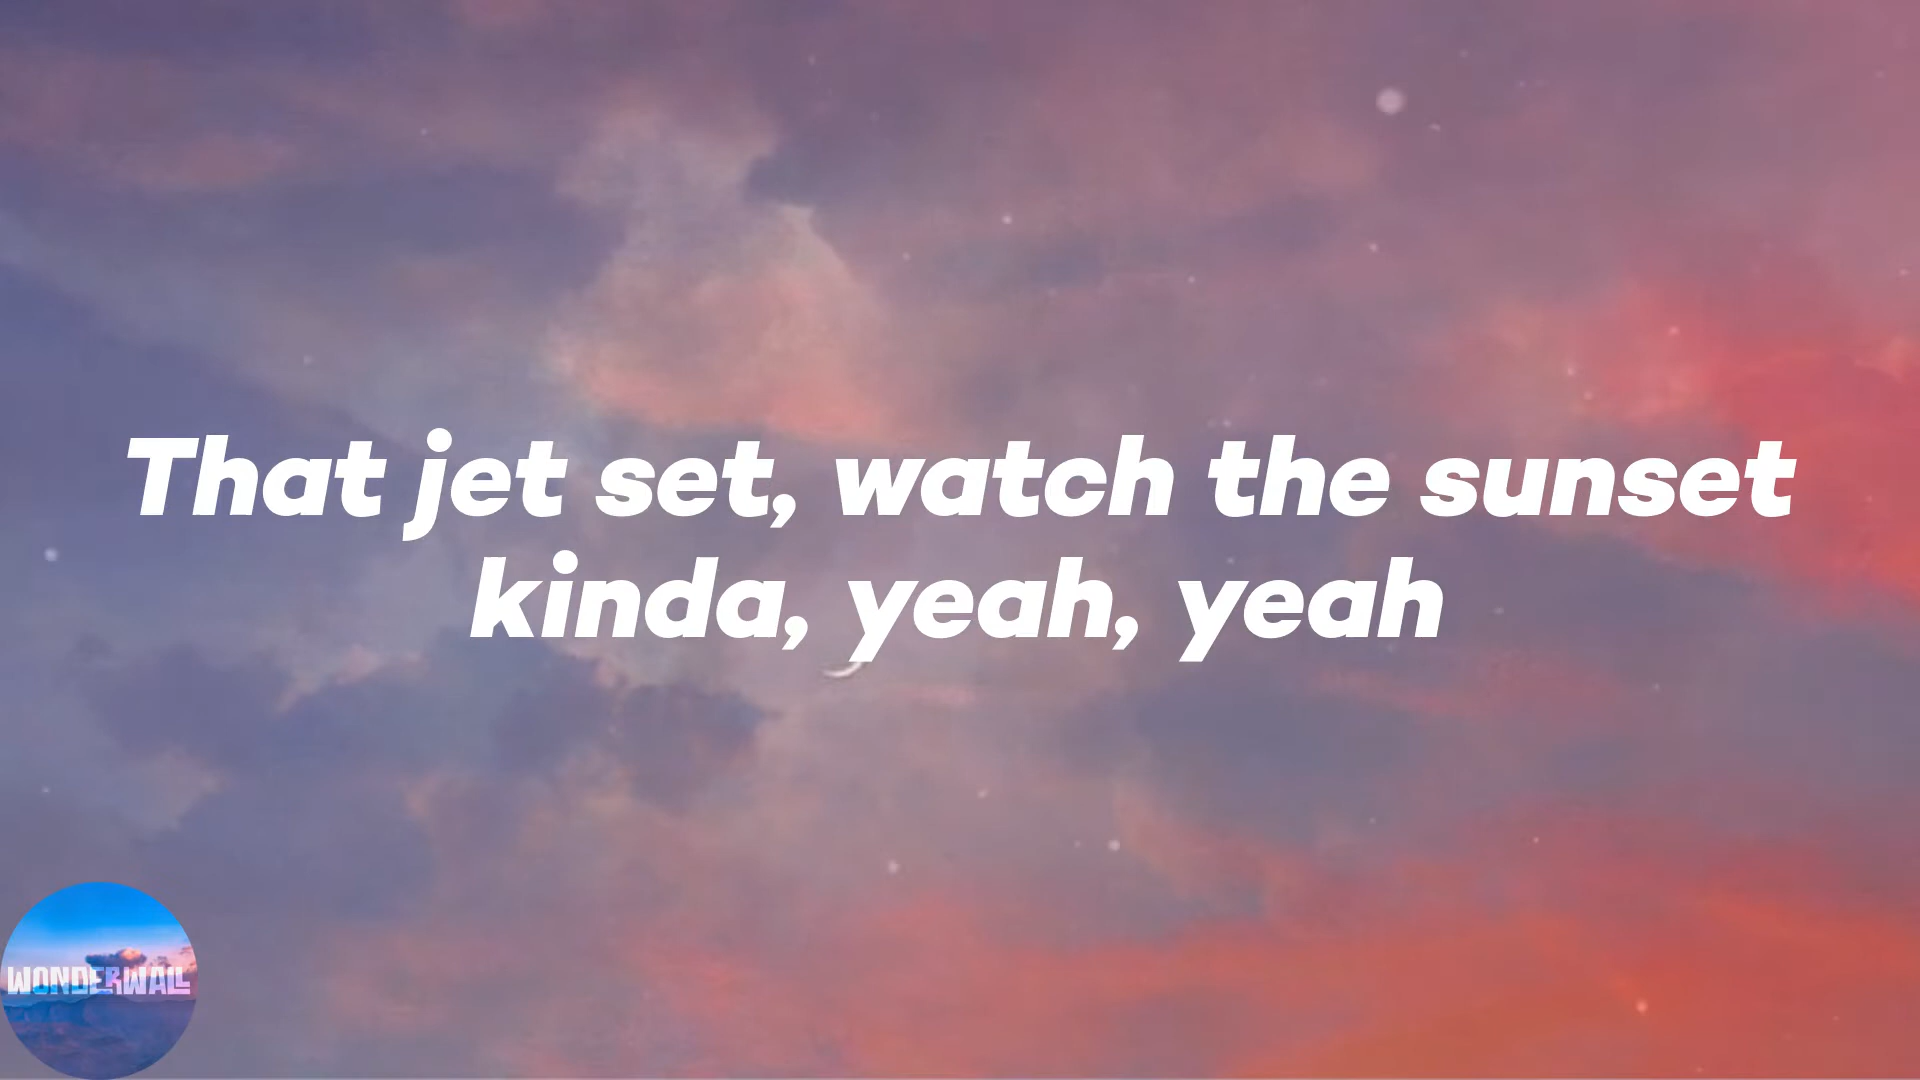 That jet set, watch the sunset
kinda, yeah, yeah
WONDERWALL